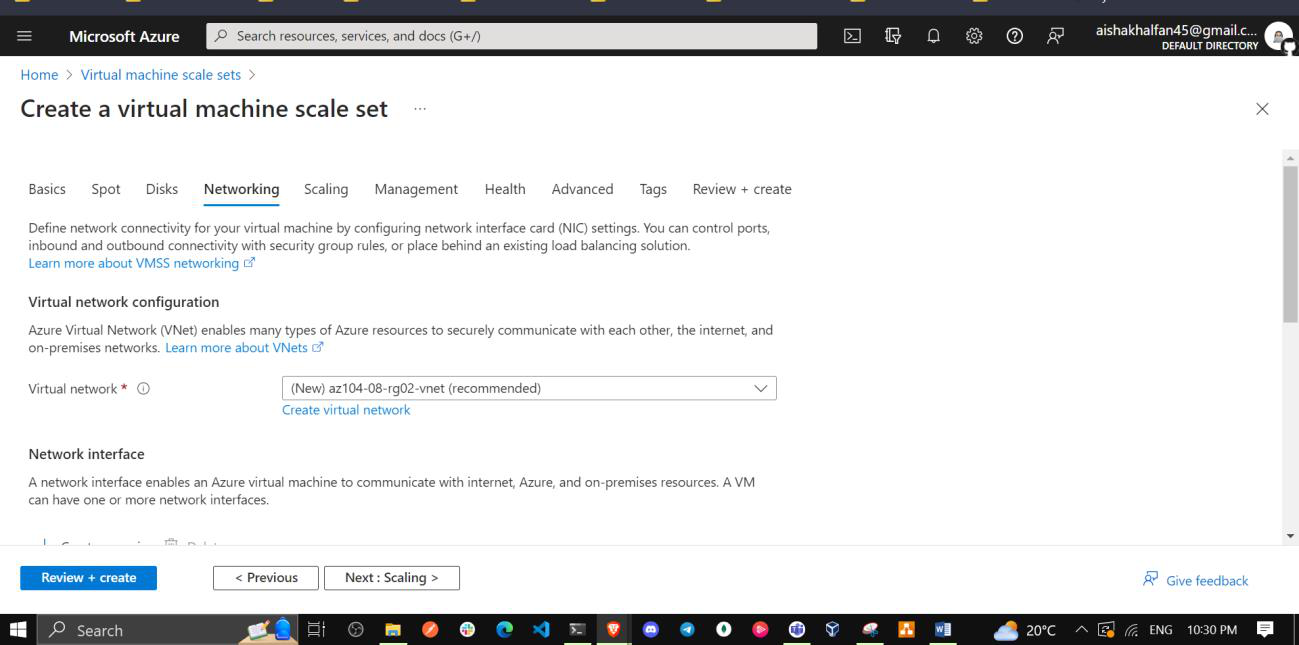 Microsoft Azure
Search resources, services, and docs (G+/)
aishakhalfan45@gmail.c...
DEFAULT DIRECTORY
Home > Virtual machine scale sets >
Create a virtual machine scale set ...
Basics Spot Disks Networking Scaling Management Health Advanced Tags Review + create
Define network connectivity for your virtual machine by configuring network interface card (NIC) settings. You can control ports,
inbound and outbound connectivity with security group rules, or place behind an existing load balancing solution.
Learn more about VMSS networking
Virtual network configuration
Azure Virtual Network (VNet) enables many types of Azure resources to securely communicate with each other, the internet, and
on-premises networks. Learn more about VNets
Virtual network *
(New) az104-08-rg02-vnet (recommended)
Create virtual network
Network interface
A network interface enables an Azure virtual machine to communicate with internet, Azure, and on-premises resources. A VM
can have one or more network interfaces.
Review + create
< Previous
Next : Scaling >
Give feedback
Search
20°C
ENG
10:30 PM